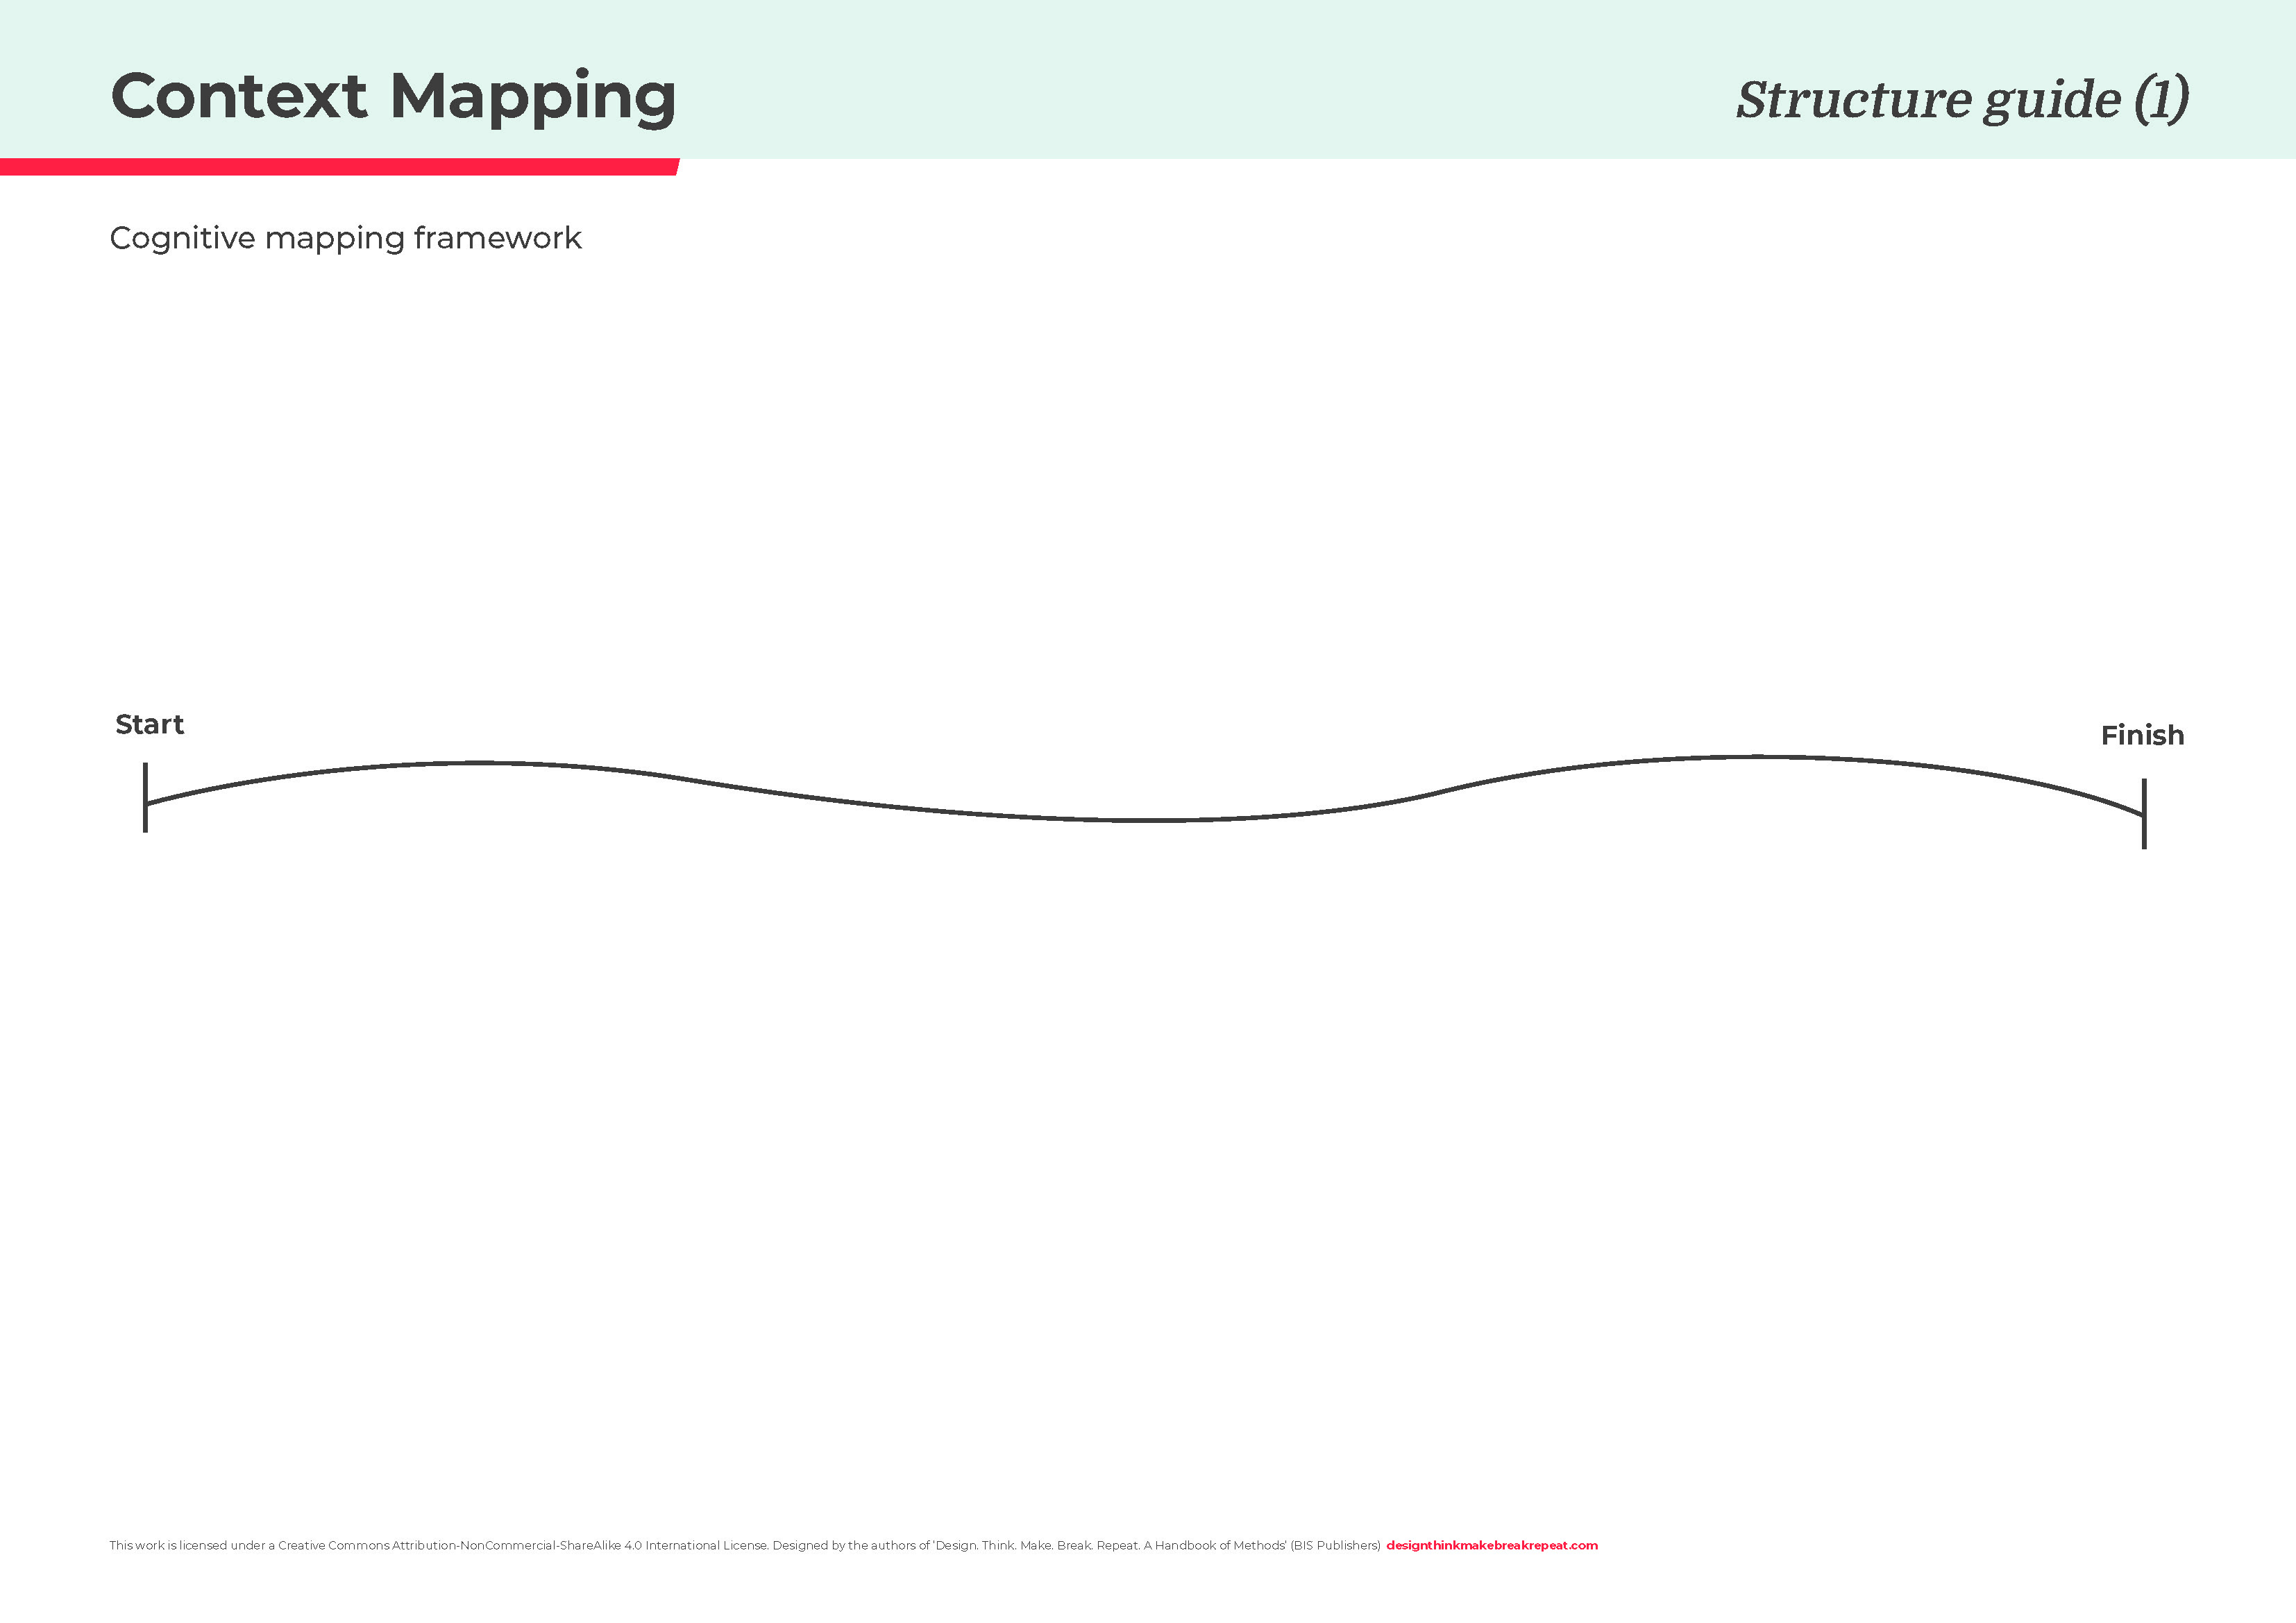 Context Mapping
Structure guide (1)
Cognitive mapping framework
Start
Finish
This work is licensed under a Creative Commons Attribution-NonCommercial-ShareAlike 4.0 International License. Designed by the authors of ‘Design. Think. Make. Break. Repeat. A Handbook of Methods’ (BIS Publishers) designthinkmakebreakrepeat.com